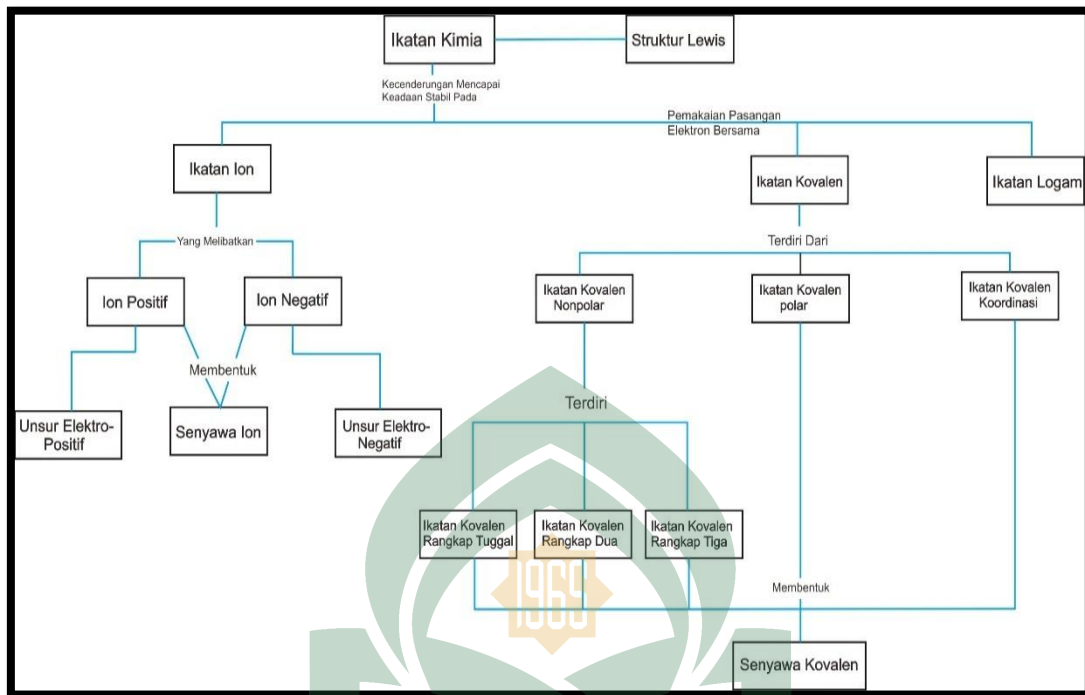 Ikatan Kimia
Struktur Lewis
Kecenderungan Mencapai
Keadaan Stabil Pada
Pemakaian Pasangan
Elektron Bersama
Ikatan Ion
Ikatan Kovalen
Ikatan Logam
Yang Melibatkan
Terdiri Dari
Ion Positif
Ion Negatif
Ikatan Kovalen
Nonpolar
Ikatan Kovalen
polar
Ikatan Kovalen
Koordinasi
Membentuk
Unsur Elektro-
Positif
Senyawa Ion
Unsur Elektro-
Negatif
Terdiri
Ikatan Kovalen
Rangkap Tuggal
Ikatan Kovalen
Rangkap Dua
Ikatan Kovalen
Rangkap Tiga
1965
Membentuk
Senyawa Kovalen